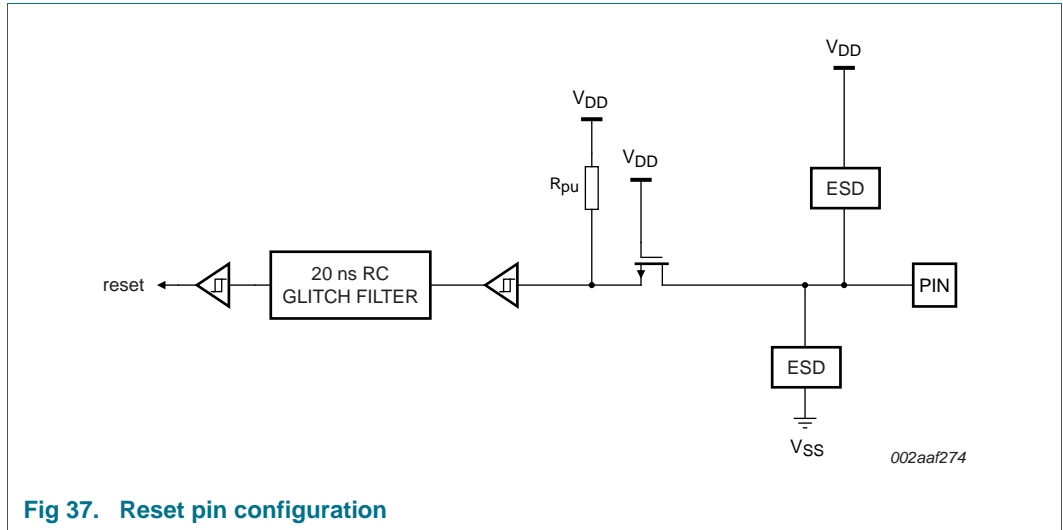 VDD
VDD
VDD
Rpu
ESD
reset
20 ns RC
GLITCH FILTER
PIN
ESD
VSS
002aaf274
Fig 37. Reset pin configuration